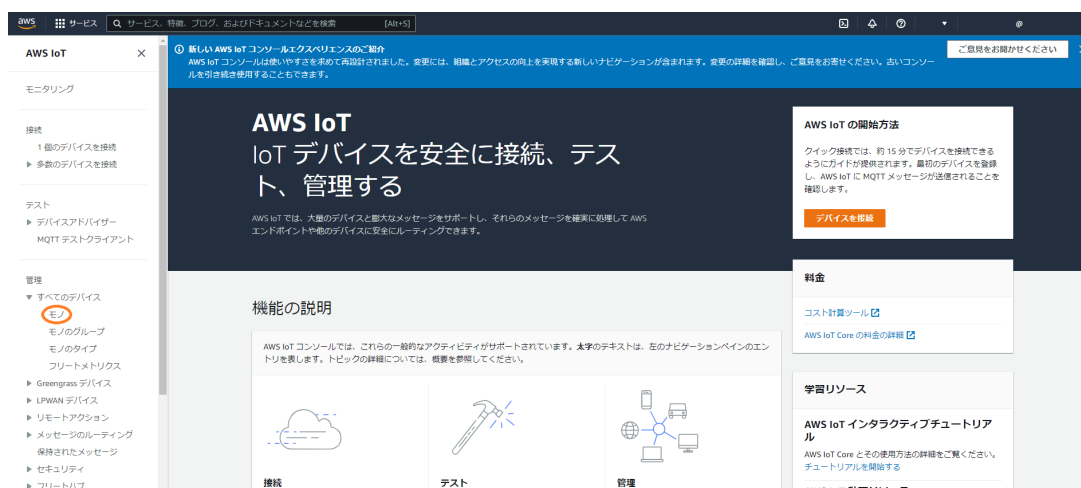 aws
サービス
サービス、特徴、ブログ、およびドキュメントなどを検索
[Alt+S]
@
AWS IoT
モニタリング
接続
1 個のデバイスを接続
多数のデバイスを接続
テスト
デバイスアドバイザー
MQTT テストクライアント
管理
すべてのデバイス
モノ
モノのグループ
モノのタイプ
フリートメトリクス
Greengrass デバイス
LPWAN デバイス
リモートアクション
メッセージのルーティング
保持されたメッセージ
セキュリティ
フリートハブ
新しい AWS IoT コンソールエクスペリエンスのご紹介
AWS IoT コンソールは使いやすさを求めて再設計されました。変更には、組織とアクセスの向上を実現する新しいナビゲーションが含まれます。変更の詳細を確認し、ご意見をお寄せください。古いコンソー
ルを引き続き使用することもできます。
ご意見をお聞かせください
AWS IoT
IoT デバイスを安全に接続、テス
ト、管理する
AWS IoT では、大量のデバイスと膨大なメッセージをサポートし、それらのメッセージを確実に処理して AWS
エンドポイントや他のデバイスに安全にルーティングできます。
AWS IoT の開始方法
クイック接続では、約 15 分でデバイスを接続できる
ようにガイドが提供されます。最初のデバイスを登録
し、AWS IoT に MQTT メッセージが送信されることを
確認します。
デバイスを接続
料金
コスト計算ツール
AWS IoT Core の料金の詳細
機能の説明
AWS IoT コンソールでは、これらの一般的なアクティビティがサポートされています。太字のテキストは、左のナビゲーションペインのエン
トリを表します。トピックの詳細については、概要を参照してください。
接続
テスト
管理
学習リソース
AWS IoT インタラクティブチュートリア
ル
AWS IoT Core とその使用方法の詳細をご覧ください。
チュートリアルを開始する